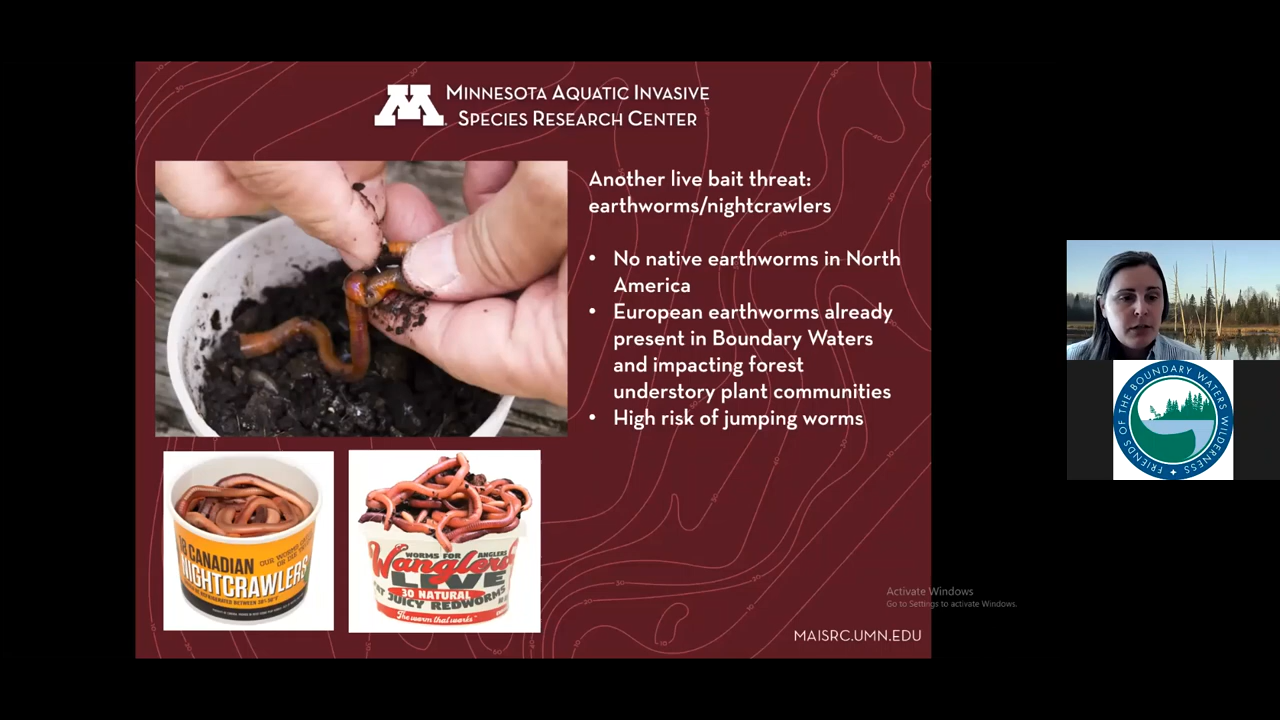 MINNESOTA AQUATIC INVASIVE
SPECIES RESEARCH CENTER
Another live bait threat:
earthworms/nightcrawlers
• No native earthworms in North
America
• European earthworms already
present in Boundary Waters
and impacting forest
understory plant communities
• High risk of jumping worms
CANADIAN
NIGHTCRAWLERS
WORMS FOR ANGLERS
LIVE
30 NATURAL
JUICY REDWORMS
"The worm that works"
FRIENDS OF THE BOUNDARY WATERS WILDERNESS
Activate Windows
Go to Settings to activate Windows.
MAISRC.UMN.EDU